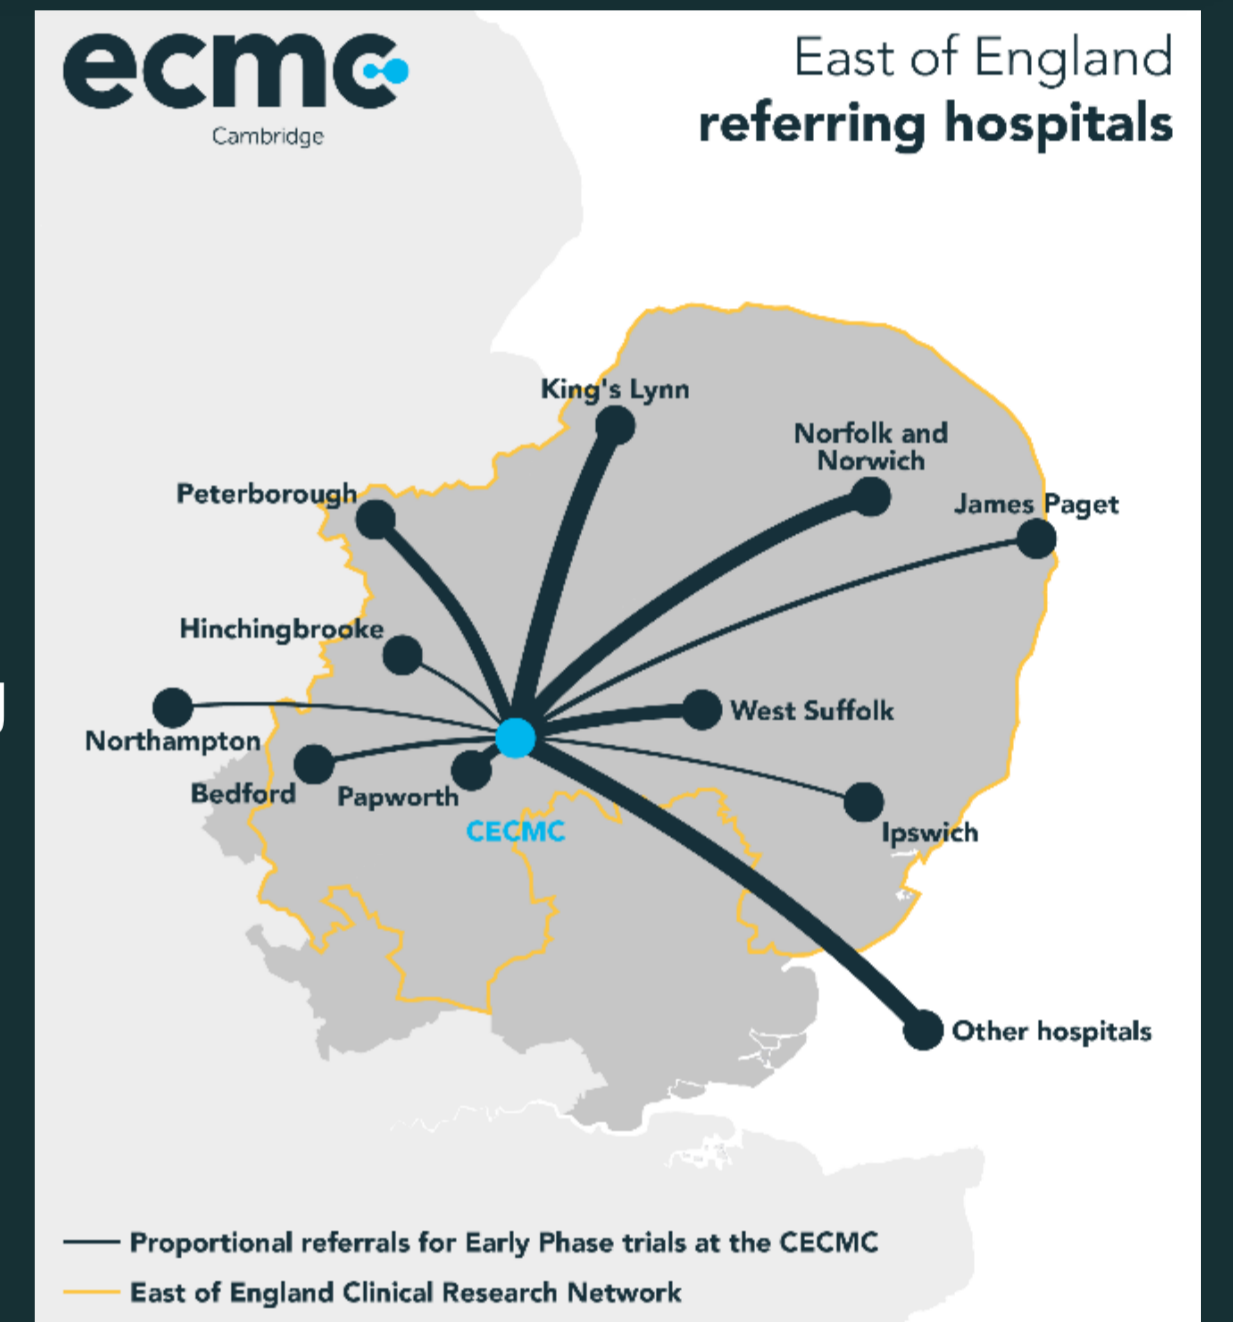 ecmc
Cambridge
East of England
referring hospitals
King's Lynn
Norfolk and
Norwich
Peterborough
James Paget
Hinchingbrooke
West Suffolk
Northampton
Bedford
Papworth
CECMC
Ipswich
Other hospitals
Proportional referrals for Early Phase trials at the CECMC
East of England Clinical Research Network